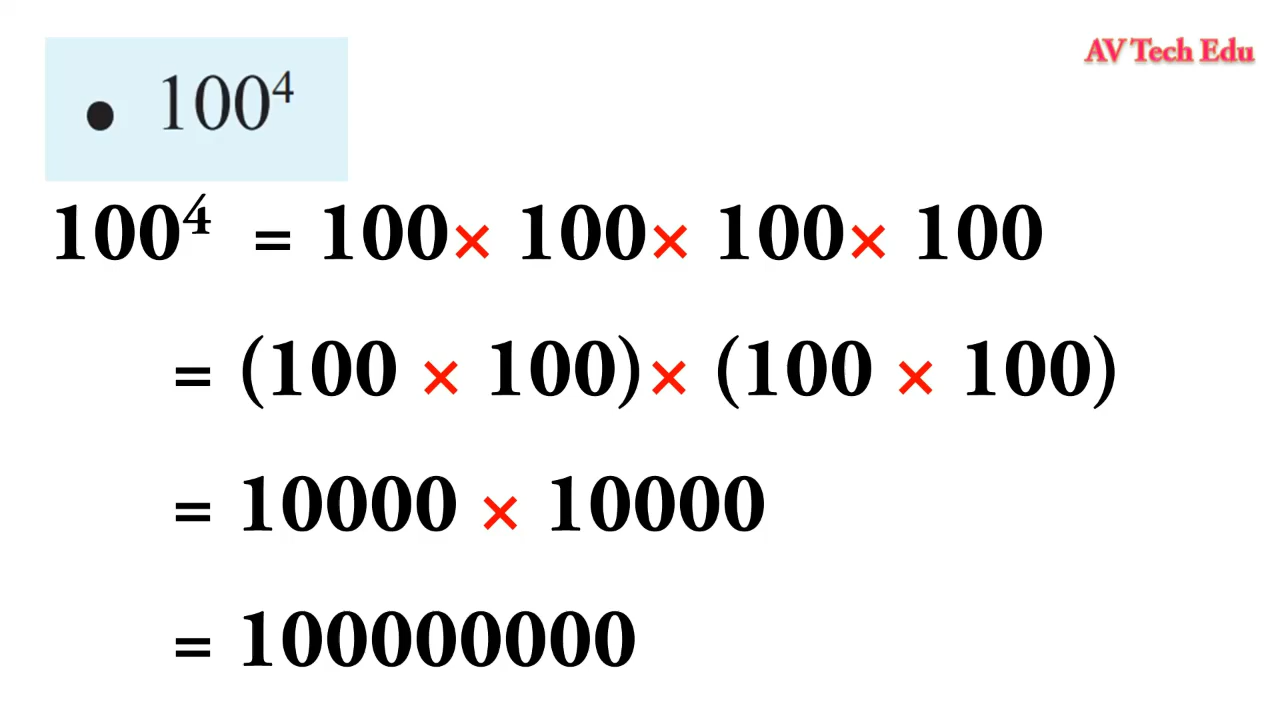 AV Tech Edu
• 100⁴
100⁴ = 100× 100× 100× 100
= (100 × 100)× (100 × 100)
= 10000 × 10000
= 100000000